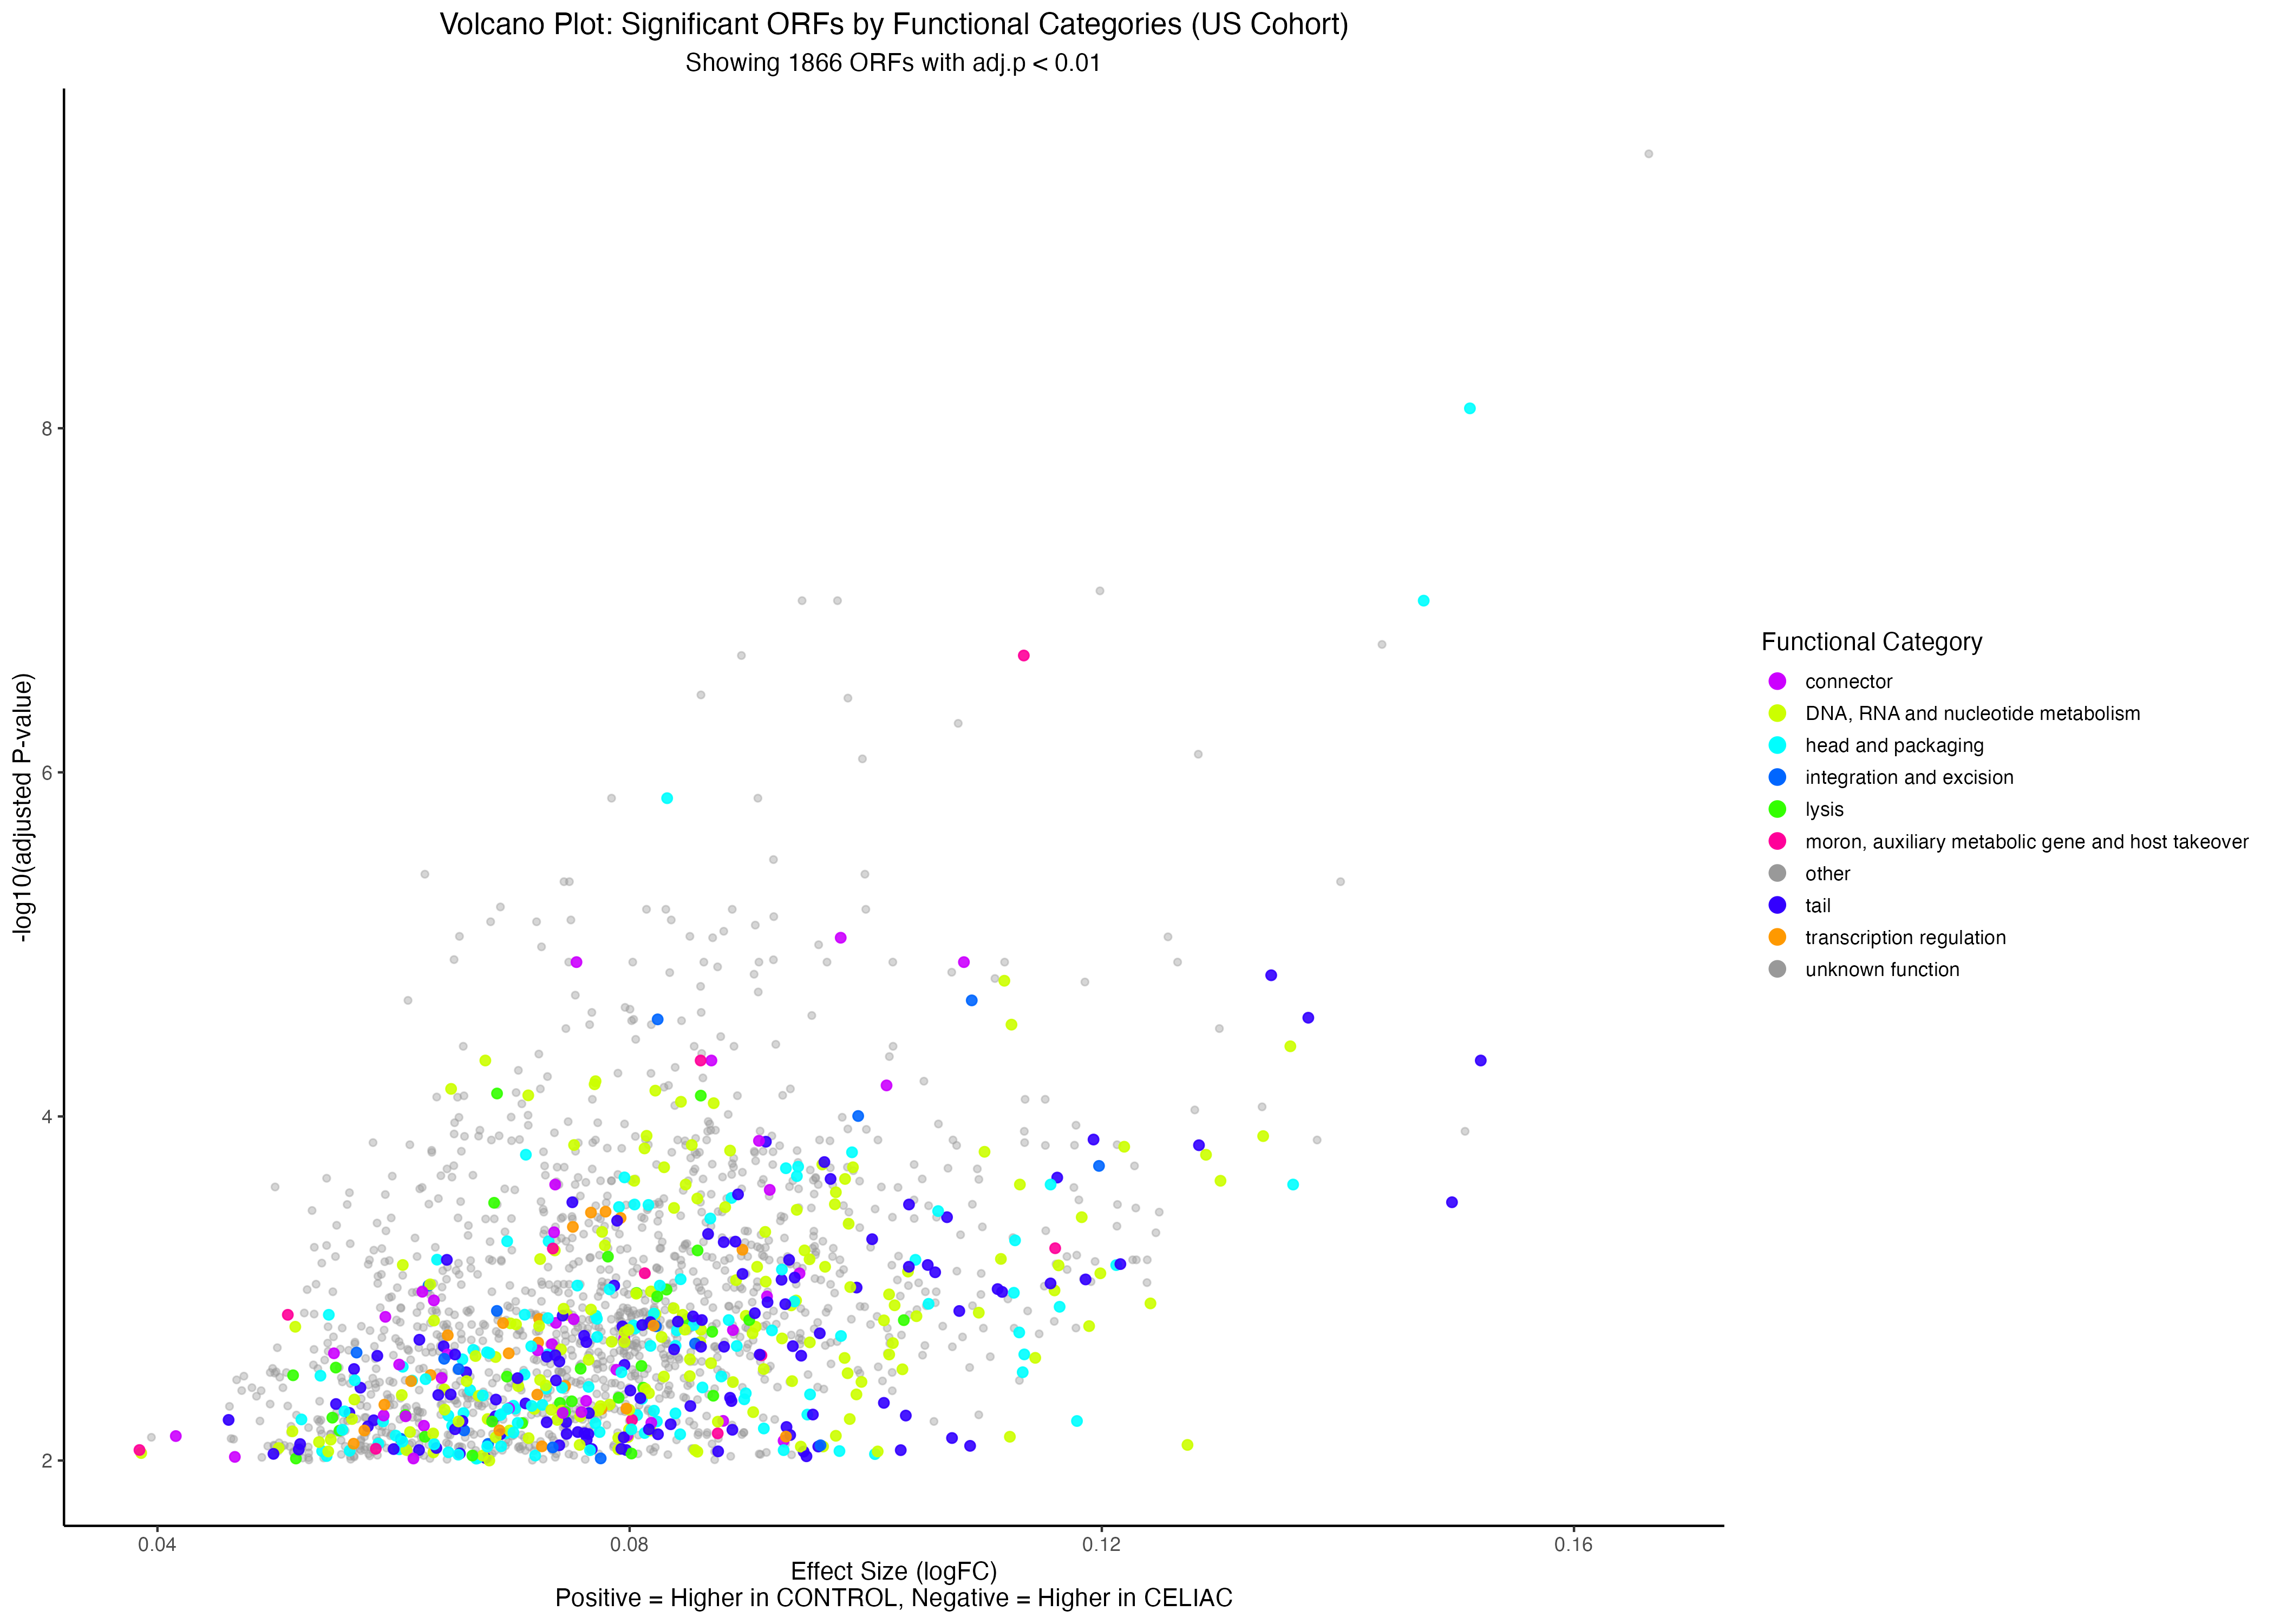 Volcano Plot: Significant ORFs by Functional Categories (US Cohort)
Showing 1866 ORFs with adj.p < 0.01
-log10(adjusted P-value)
8
6
4
2
0.04
0.08
0.12
0.16
Effect Size (logFC)
Positive = Higher in CONTROL, Negative = Higher in CELIAC
Functional Category
connector
DNA, RNA and nucleotide metabolism
head and packaging
integration and excision
lysis
moron, auxiliary metabolic gene and host takeover
other
tail
transcription regulation
unknown function